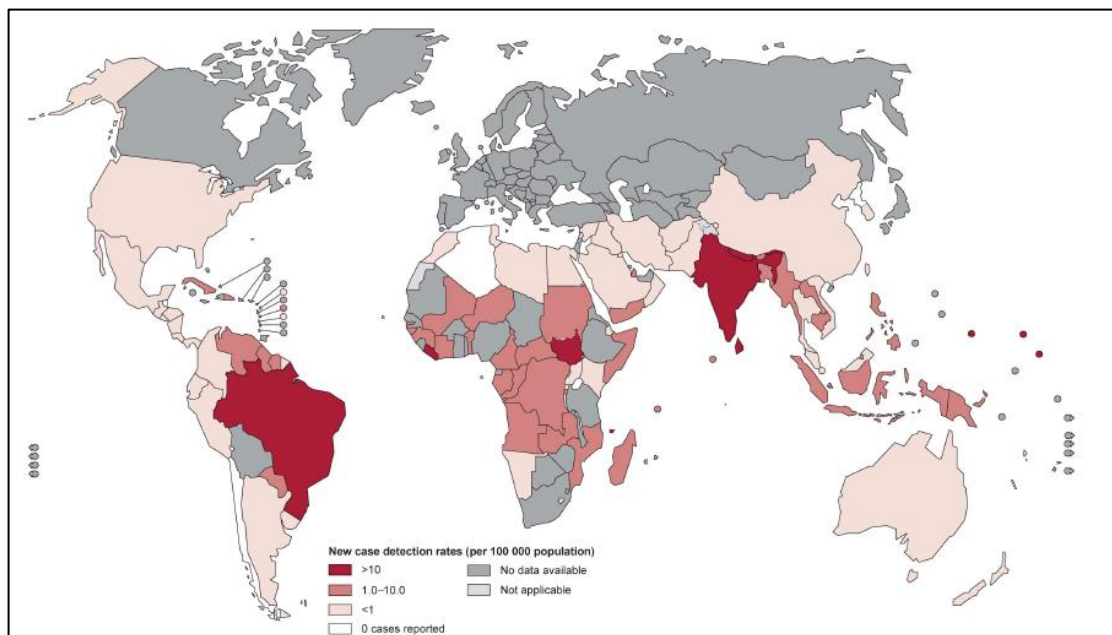 New case detection rates (per 100 000 population)
>10
1.0–10.0
<1
0 cases reported
No data available
Not applicable